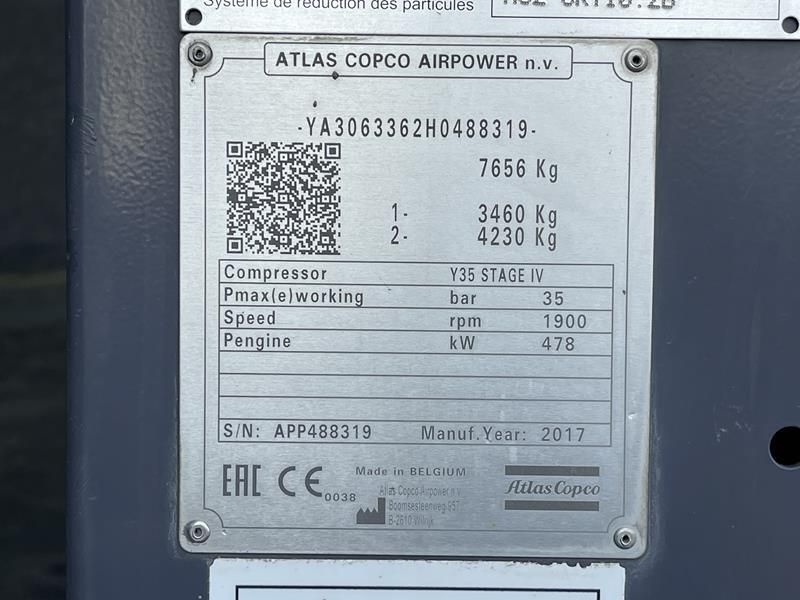 Système de réduction des particules
ATLAS COPCO AIRPOWER n.v.
-YA3063362H0488319-
7656 Kg
1- 3460 Kg
2- 4230 Kg
Compressor Y35 STAGE IV
Pmax(e)working bar 35
Speed rpm 1900
Pengine kW 478
S/N: APP488319 Manuf.Year: 2017
EAC CE 0038
Made in BELGIUM
Atlas Copco Airpower n.v.
Boomsesteenweg 957
B-2610 Wilrijk
Atlas Copco